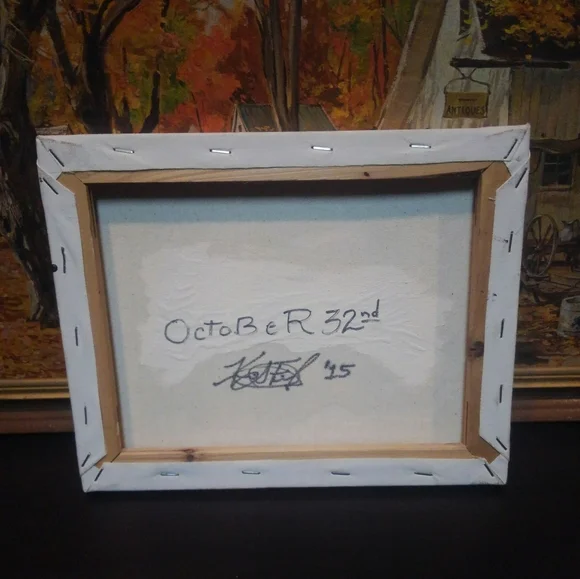 ANTIQUES
OctoBeR 32nd
'15